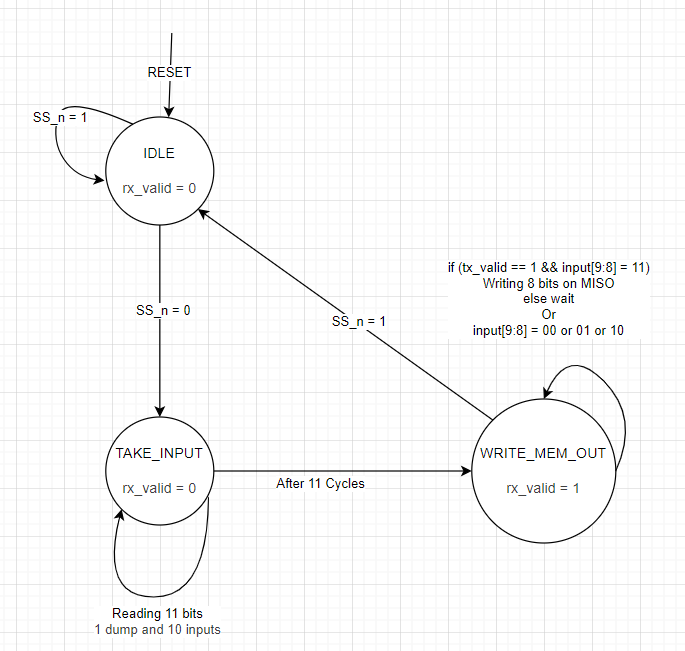 RESET
SS_n = 1
IDLE
rx_valid = 0
if (tx_valid == 1 && input[9:8] = 11)
Writing 8 bits on MISO
else wait
Or
input[9:8] = 00 or 01 or 10
SS_n = 0
SS_n = 1
TAKE_INPUT
rx_valid = 0
WRITE_MEM_OUT
rx_valid = 1
After 11 Cycles
Reading 11 bits
1 dump and 10 inputs